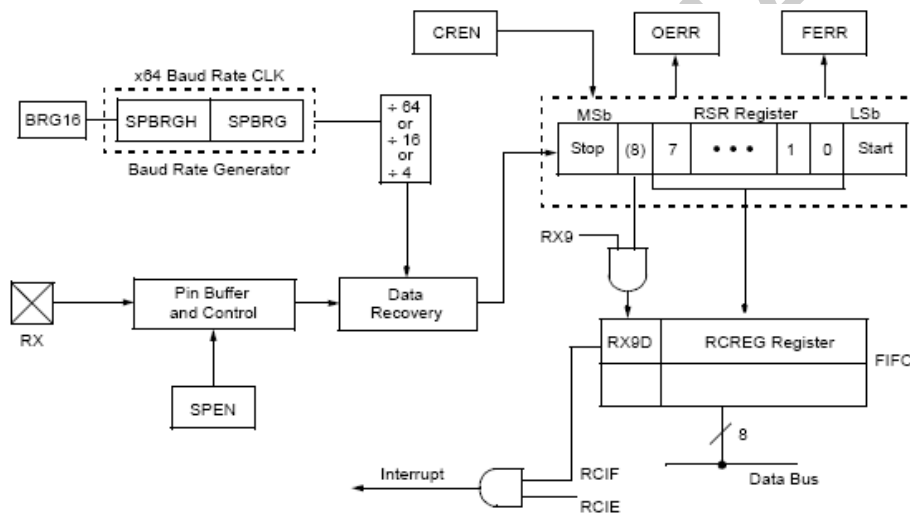 CREN
OERR
FERR
x64 Baud Rate CLK
BRG16
SPBRGH
SPBRG
Baud Rate Generator
÷ 64
or
÷ 16
or
÷ 4
MSb
RSR Register
LSb
Stop
(8)
7
• • •
1
0
Start
RX9
RX
Pin Buffer
and Control
Data
Recovery
SPEN
RX9D
RCREG Register
FIFO
8
Data Bus
Interrupt
RCIF
RCIE